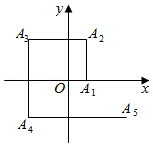 y
A₃ A₂
O A₁ x
A₄ A₅